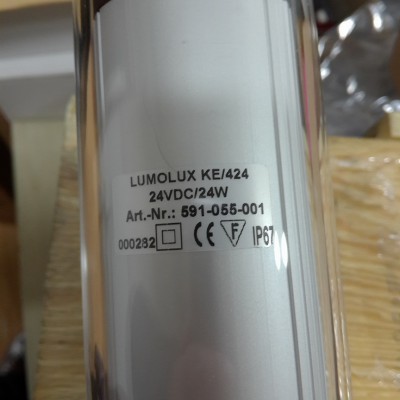 LUMOLUX KE/424
24VDC/24W
Art.-Nr.: 591-055-001
000282 CE F IP67